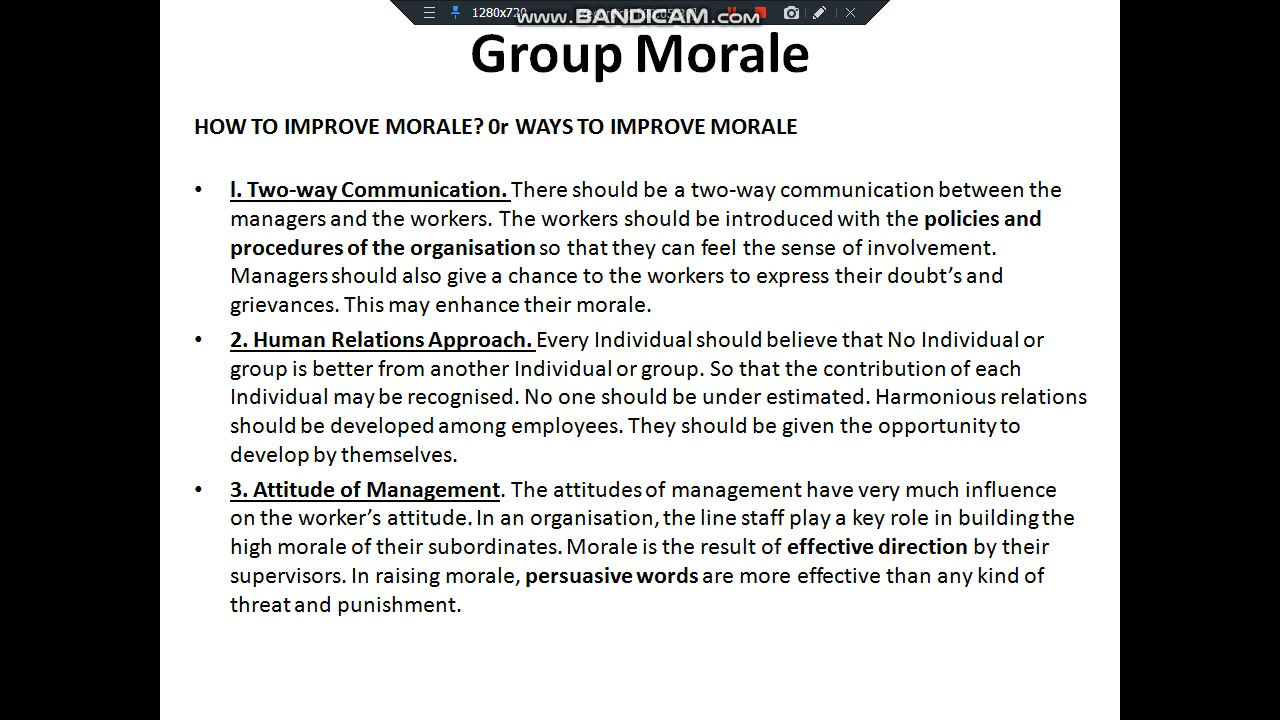 1280x720
www.BANDICAM.com
Group Morale
HOW TO IMPROVE MORALE? 0r WAYS TO IMPROVE MORALE
• l. Two-way Communication. There should be a two-way communication between the
managers and the workers. The workers should be introduced with the policies and
procedures of the organisation so that they can feel the sense of involvement.
Managers should also give a chance to the workers to express their doubt’s and
grievances. This may enhance their morale.
• 2. Human Relations Approach. Every Individual should believe that No Individual or
group is better from another Individual or group. So that the contribution of each
Individual may be recognised. No one should be under estimated. Harmonious relations
should be developed among employees. They should be given the opportunity to
develop by themselves.
• 3. Attitude of Management. The attitudes of management have very much influence
on the worker’s attitude. In an organisation, the line staff play a key role in building the
high morale of their subordinates. Morale is the result of effective direction by their
supervisors. In raising morale, persuasive words are more effective than any kind of
threat and punishment.